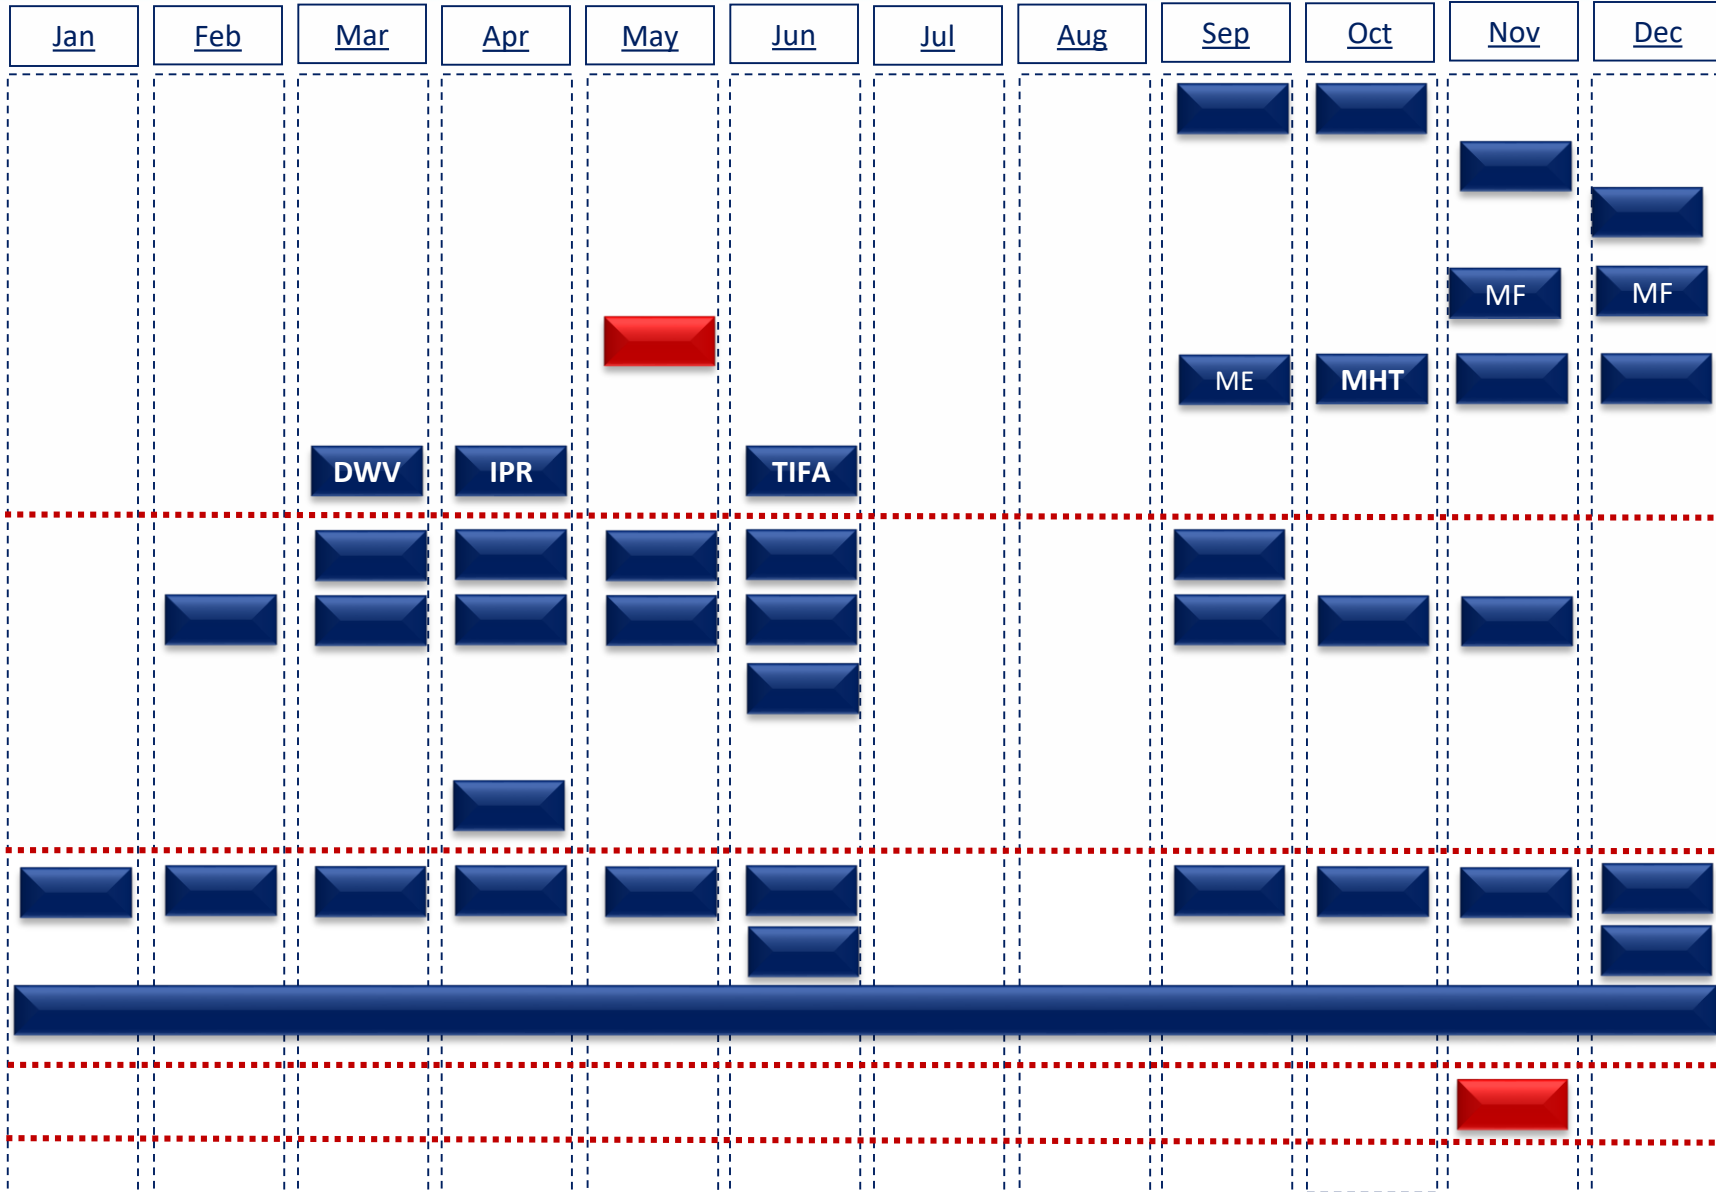 Jan
Feb
Mar
Apr
May
Jun
Jul
Aug
Sep
Oct
Nov
Dec
MF
MF
ME
MHT
DWV
IPR
TIFA